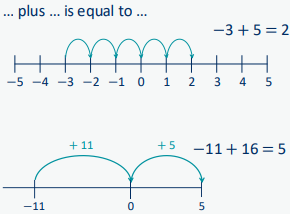 ... plus ... is equal to ...
−3 + 5 = 2
−5 −4 −3 −2 −1 0 1 2 3 4 5
+ 11 + 5 −11 + 16 = 5
−11 0 5